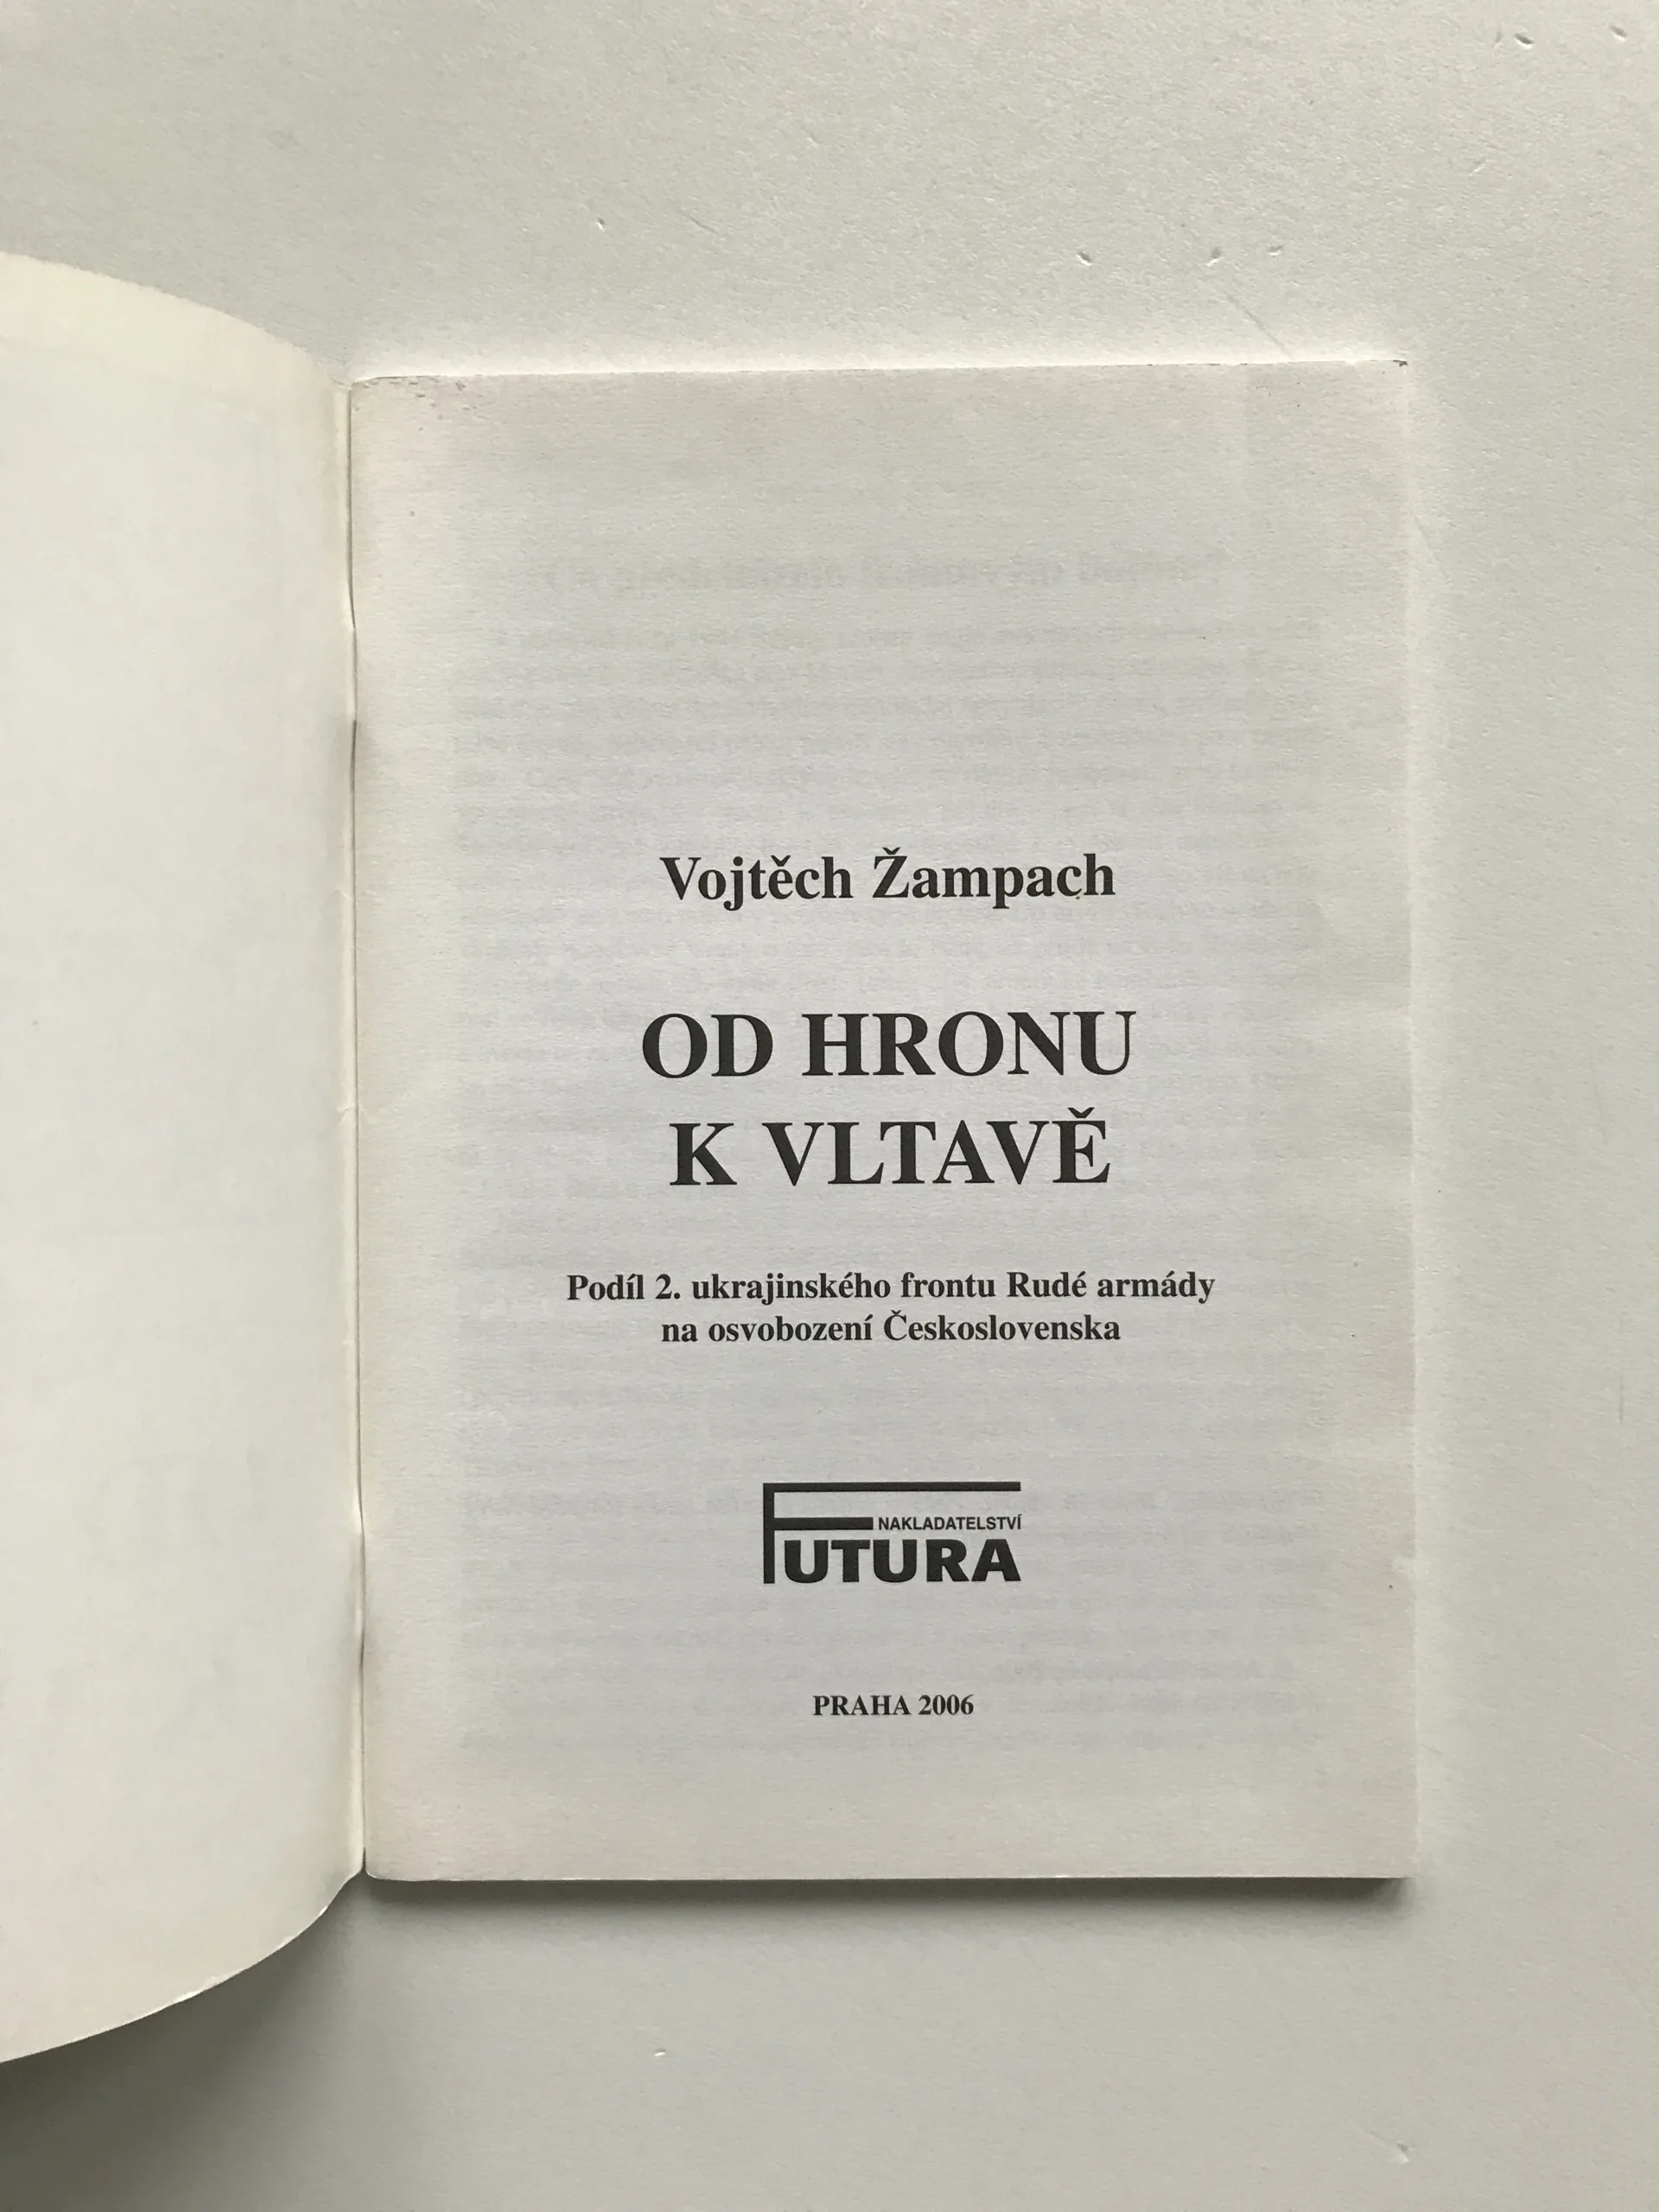 Vojtěch Žampach
OD HRONU
K VLTAVĚ
Podíl 2. ukrajinského frontu Rudé armády
na osvobození Československa
NAKLADATELSTVÍ
FUTURA
PRAHA 2006